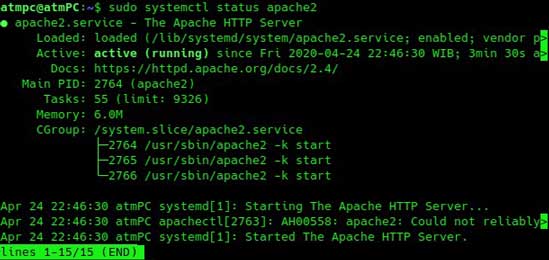 atmpc@atmPC:~$ sudo systemctl status apache2
● apache2.service - The Apache HTTP Server
Loaded: loaded (/lib/systemd/system/apache2.service; enabled; vendor p>
Active: active (running) since Fri 2020-04-24 22:46:30 WIB; 3min 30s a>
Docs: https://httpd.apache.org/docs/2.4/
Main PID: 2764 (apache2)
Tasks: 55 (limit: 9326)
Memory: 6.0M
CGroup: /system.slice/apache2.service
├─2764 /usr/sbin/apache2 -k start
├─2765 /usr/sbin/apache2 -k start
└─2766 /usr/sbin/apache2 -k start
Apr 24 22:46:30 atmPC systemd[1]: Starting The Apache HTTP Server...
Apr 24 22:46:30 atmPC apachectl[2763]: AH00558: apache2: Could not reliably>
Apr 24 22:46:30 atmPC systemd[1]: Started The Apache HTTP Server.
lines 1-15/15 (END)